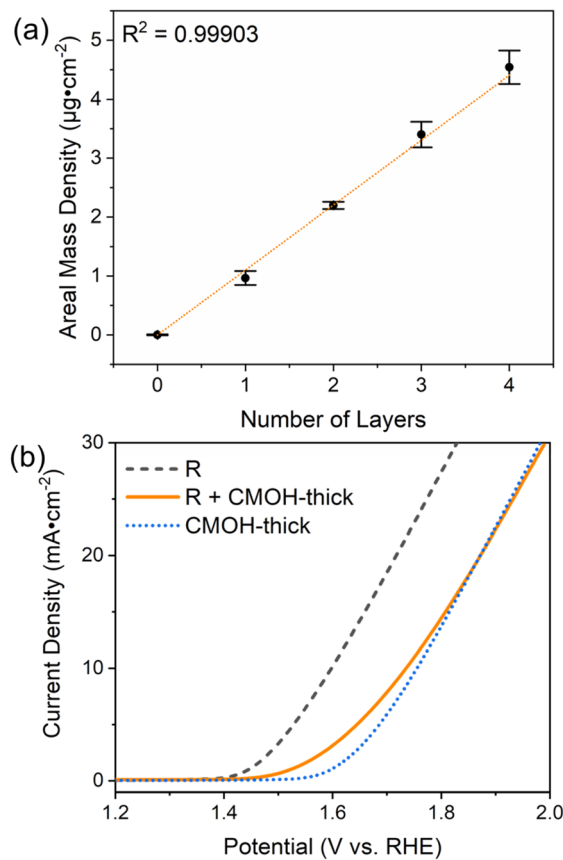 (a)
R² = 0.99903
Areal Mass Density (µg•cm⁻²)
5
4
3
2
1
0
0 1 2 3 4
Number of Layers
(b)
R
R + CMOH-thick
CMOH-thick
Current Density (mA•cm⁻²)
30
20
10
0
1.2 1.4 1.6 1.8 2.0
Potential (V vs. RHE)